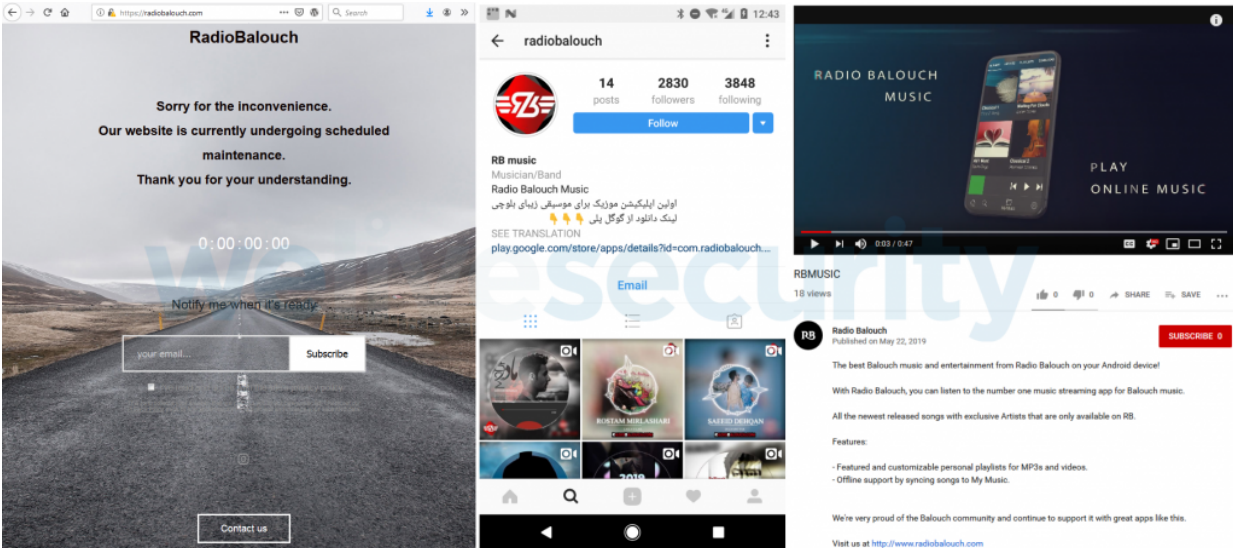 https://radiobalouch.com
Search
RadioBalouch
Sorry for the inconvenience.
Our website is currently undergoing scheduled
maintenance.
Thank you for your understanding.
0:00:00:00
Notify me when it's ready
your email...
Subscribe
Contact us
12:43
radiobalouch
14
2830
3848
posts
followers
following
Follow
RB music
Musician/Band
Radio Balouch Music
اولین اپلیکیشن موزیک برای موسیقی زیبای بلوچی
لینک دانلود از گوگل پلی 👇👇👇
SEE TRANSLATION
play.google.com/store/apps/details?id=com.radiobalouch...
Email
ROSTAM MIRLASHARI
SAEEID DEHQAN
2019
RADIO BALOUCH
MUSIC
PLAY
ONLINE MUSIC
0:03 / 0:47
RBMUSIC
18 views
0
0
SHARE
SAVE
RB
Radio Balouch
Published on May 22, 2019
SUBSCRIBE 0
The best Balouch music and entertainment from Radio Balouch on your Android device!
With Radio Balouch, you can listen to the number one music streaming app for Balouch music.
All the newest released songs with exclusive Artists that are only available on RB.
Features:
- Featured and customizable personal playlists for MP3s and videos.
- Offline support by syncing songs to My Music.
We're very proud of the Balouch community and continue to support it with great apps like this.
Visit us at http://www.radiobalouch.com
welivesecurity